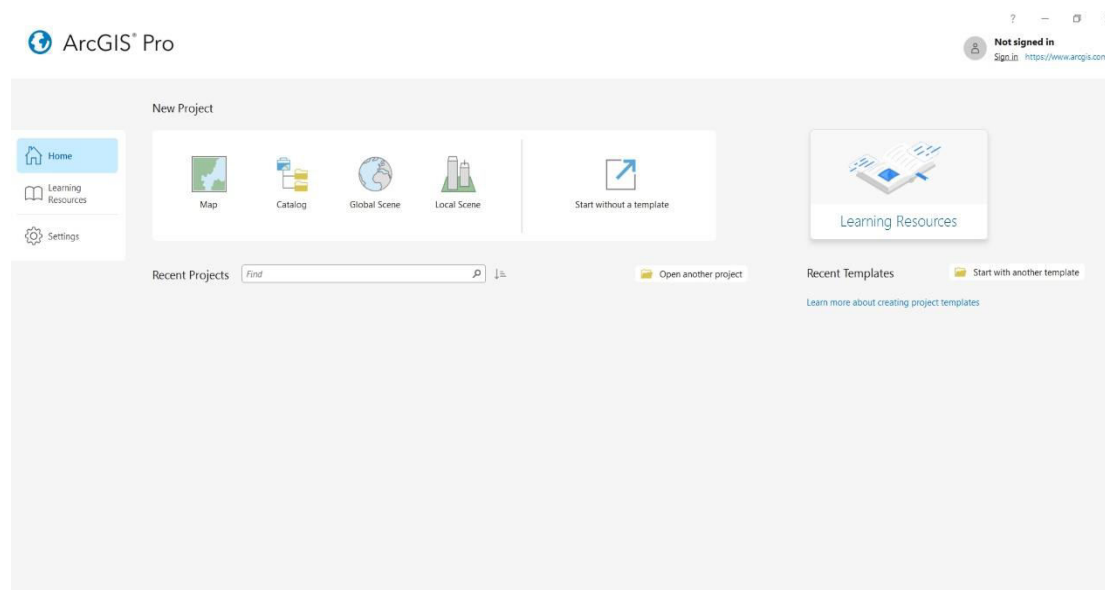 ?
ArcGIS® Pro
Not signed in
Sign in https://www.arcgis.com
New Project
Home
Learning
Resources
Settings
Map
Catalog
Global Scene
Local Scene
Start without a template
Learning Resources
Recent Projects
Find
Open another project
Recent Templates
Start with another template
Learn more about creating project templates